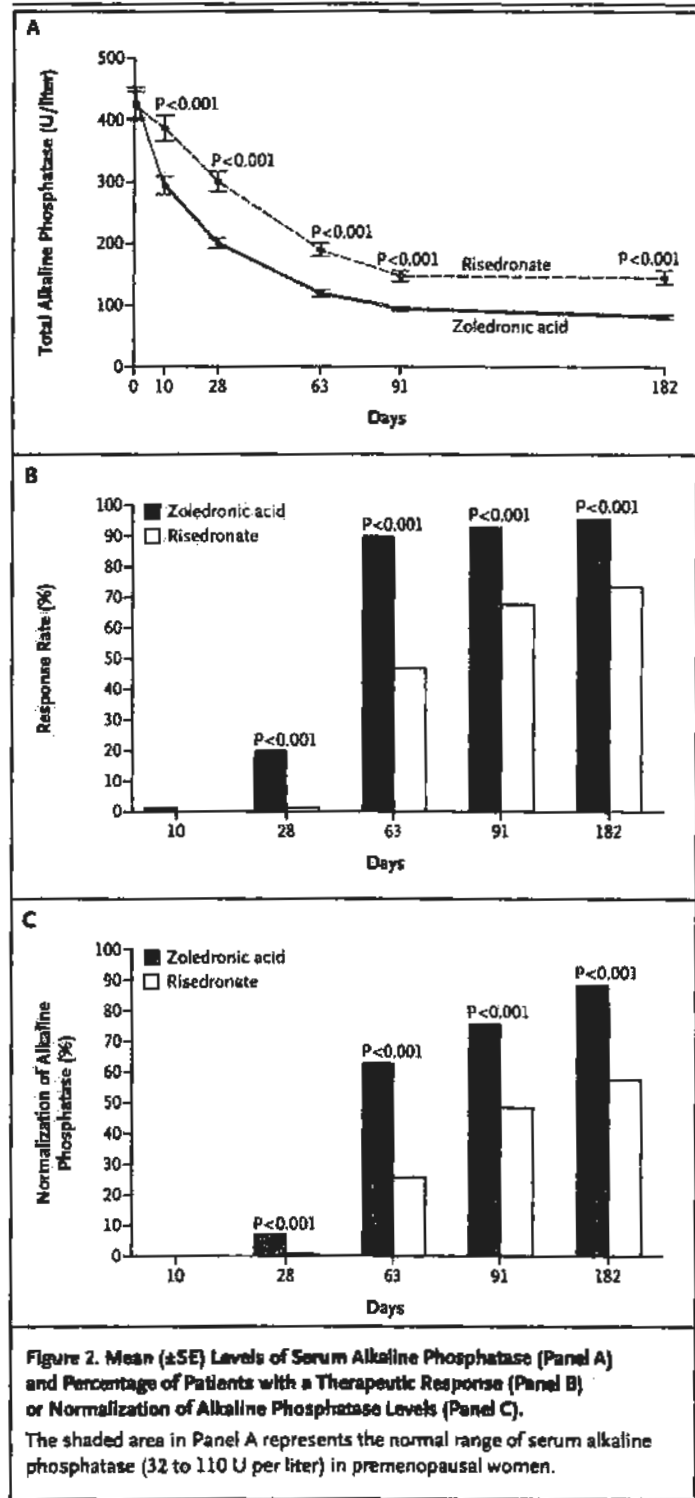 A
500
400
300
200
100
0
Total Alkaline Phosphatase (U/liter)
P<0.001
P<0.001
P<0.001
P<0.001
P<0.001
Risedronate
Zoledronic acid
0 10 28 63 91 182
Days
B
Zoledronic acid
Risedronate
100
90
80
70
60
50
40
30
20
10
0
Response Rate (%)
P<0.001
P<0.001
P<0.001
P<0.001
10 28 63 91 182
Days
C
Zoledronic acid
Risedronate
100
90
80
70
60
50
40
30
20
10
0
Normalization of Alkaline
Phosphatase (%)
P<0.001
P<0.001
P<0.001
P<0.001
10 28 63 91 182
Days
Figure 2. Mean (±SE) Levels of Serum Alkaline Phosphatase (Panel A)
and Percentage of Patients with a Therapeutic Response (Panel B)
or Normalization of Alkaline Phosphatase Levels (Panel C).
The shaded area in Panel A represents the normal range of serum alkaline
phosphatase (32 to 110 U per liter) in premenopausal women.